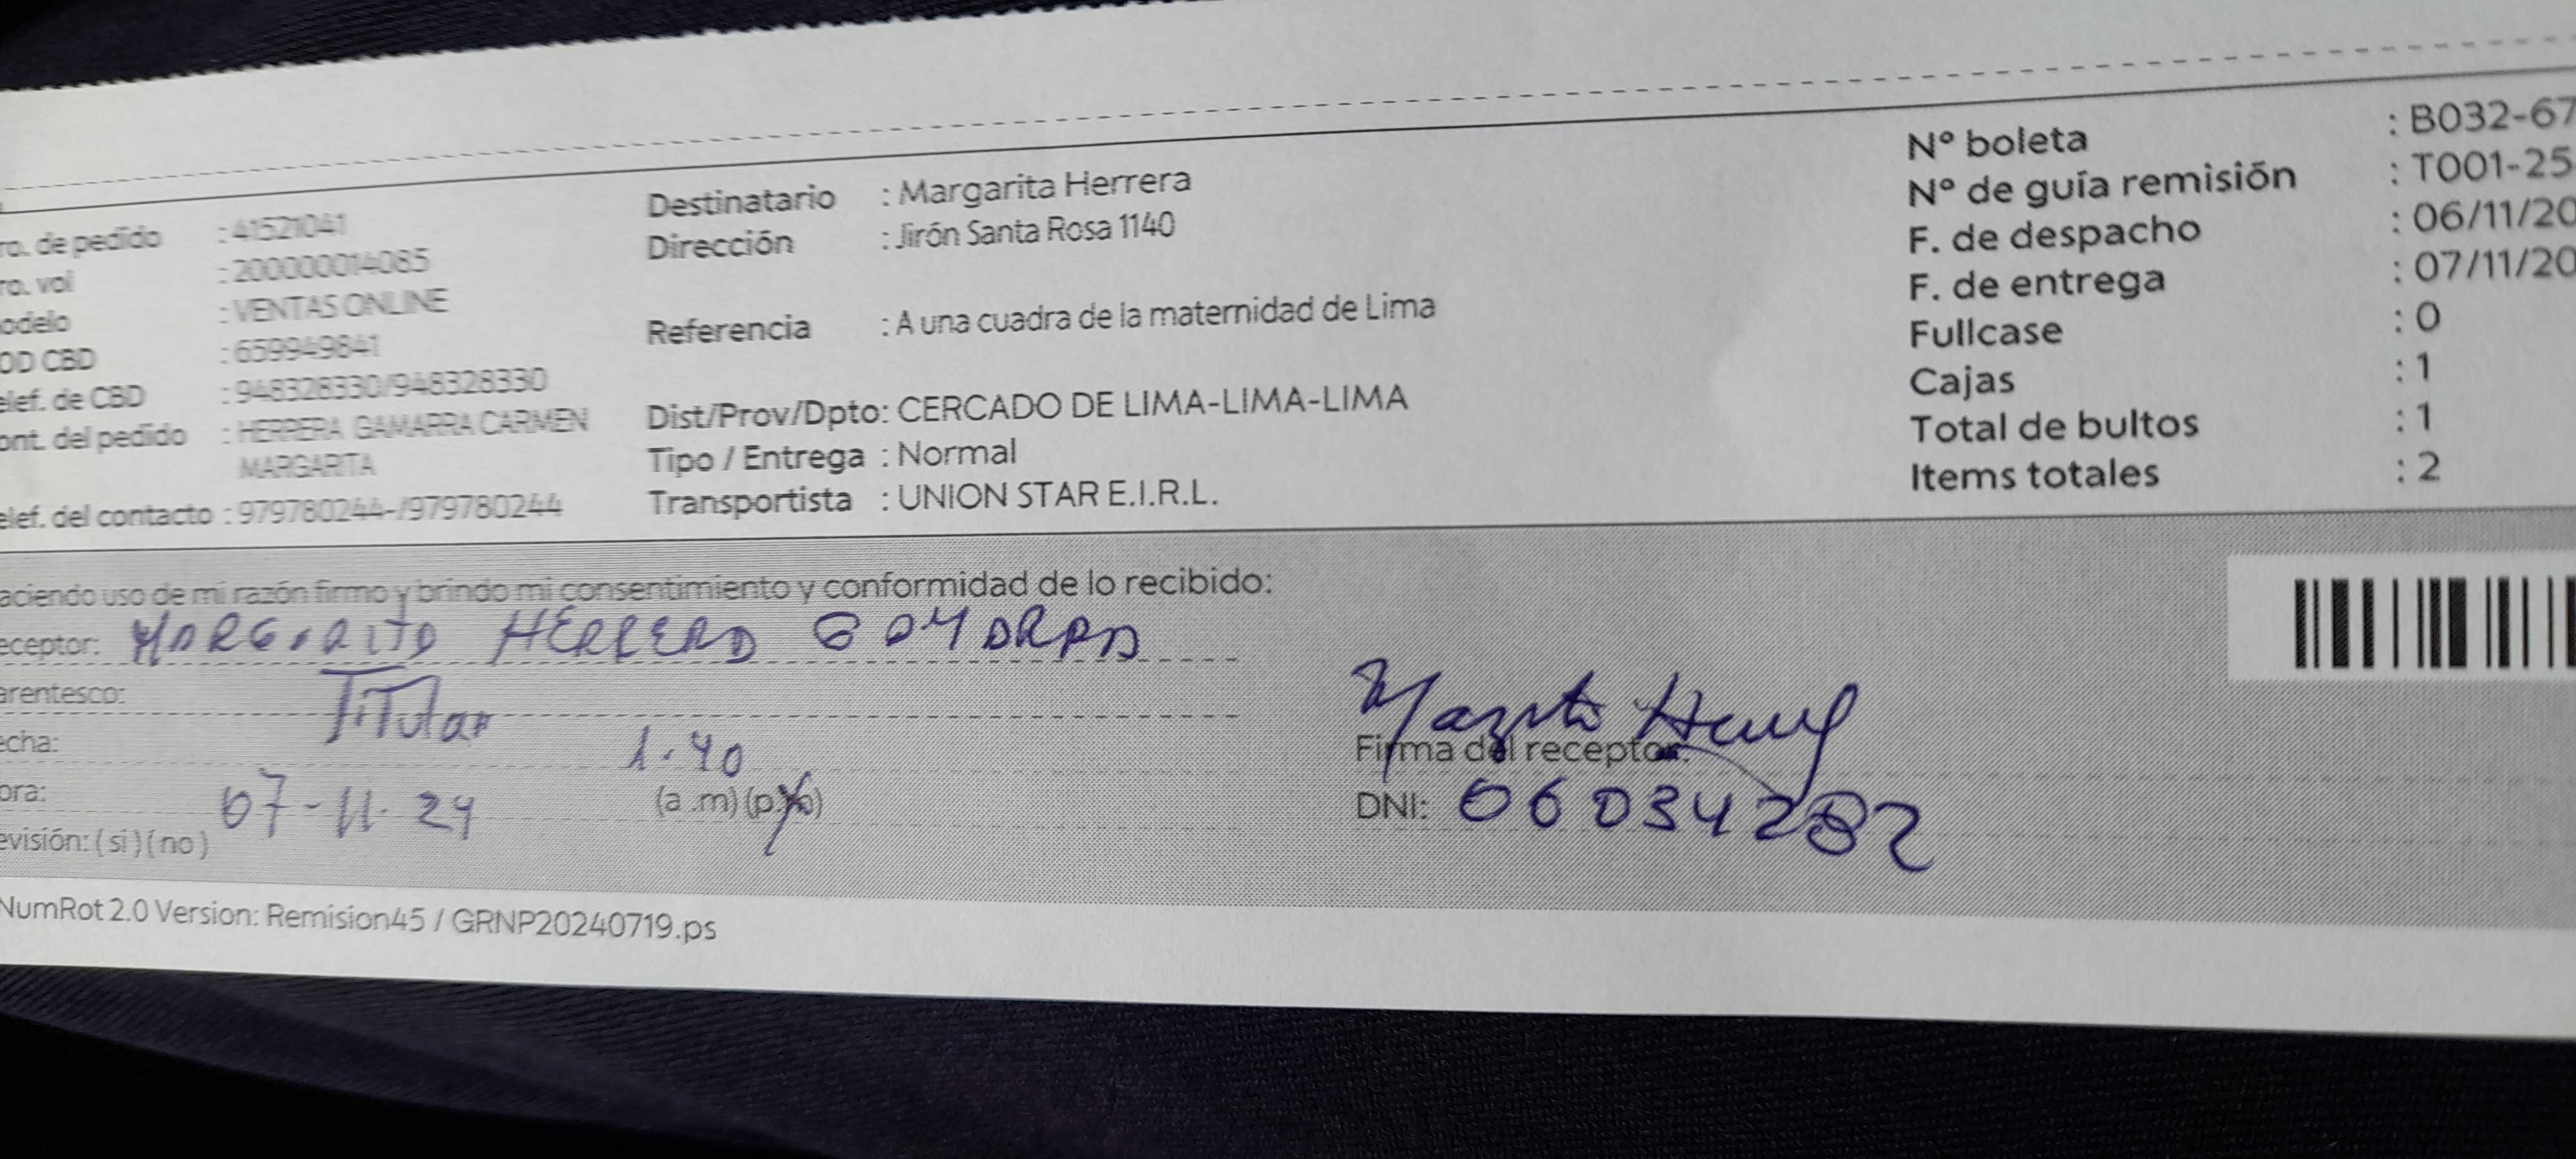 ro. de pedido : 41521041
ro. vol : 200000014085
odelo : VENTAS ONLINE
OD CBD : 659949841
elef. de CBD : 948328330/948328330
ont. del pedido : HERRERA GAMARRA CARMEN
MARGARITA
elef. del contacto : 979780244-/979780244
Destinatario : Margarita Herrera
Dirección : Jirón Santa Rosa 1140
Referencia : A una cuadra de la maternidad de Lima
Dist/Prov/Dpto: CERCADO DE LIMA-LIMA-LIMA
Tipo / Entrega : Normal
Transportista : UNION STAR E.I.R.L.
N° boleta : B032-67
N° de guía remisión : T001-25
F. de despacho : 06/11/20
F. de entrega : 07/11/20
Fullcase : 0
Cajas : 1
Total de bultos : 1
Items totales : 2
aciendo uso de mi razón firmo y brindo mi consentimiento y conformidad de lo recibido:
eceptor: MARGARITA HERRERA GAMARRA
arentesco: Titular
echa: 1.40
ora: 07-11-24 (a.m)(p.m)
evisión: (si)(no)
Firma del receptor:
DNI: 06034282
NumRot 2.0 Version: Remision45 / GRNP20240719.ps